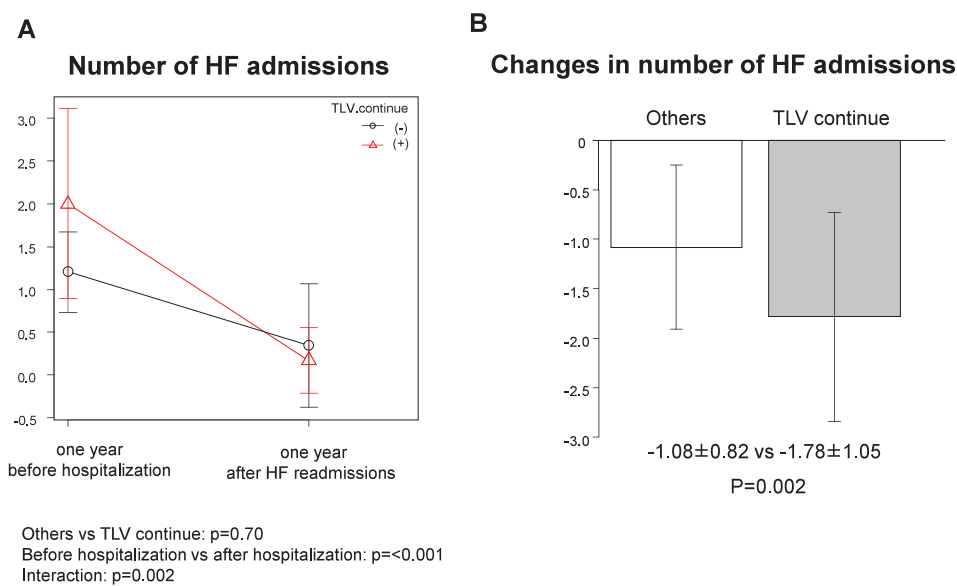 A
Number of HF admissions
TLV.continue
(-)
(+)
3.0
2.5
2.0
1.5
1.0
0.5
0.0
-0.5
one year
before hospitalization
one year
after HF readmissions
Others vs TLV continue: p=0.70
Before hospitalization vs after hospitalization: p=<0.001
Interaction: p=0.002
B
Changes in number of HF admissions
Others
TLV continue
0
-0.5
-1.0
-1.5
-2.0
-2.5
-3.0
-1.08±0.82 vs -1.78±1.05
P=0.002